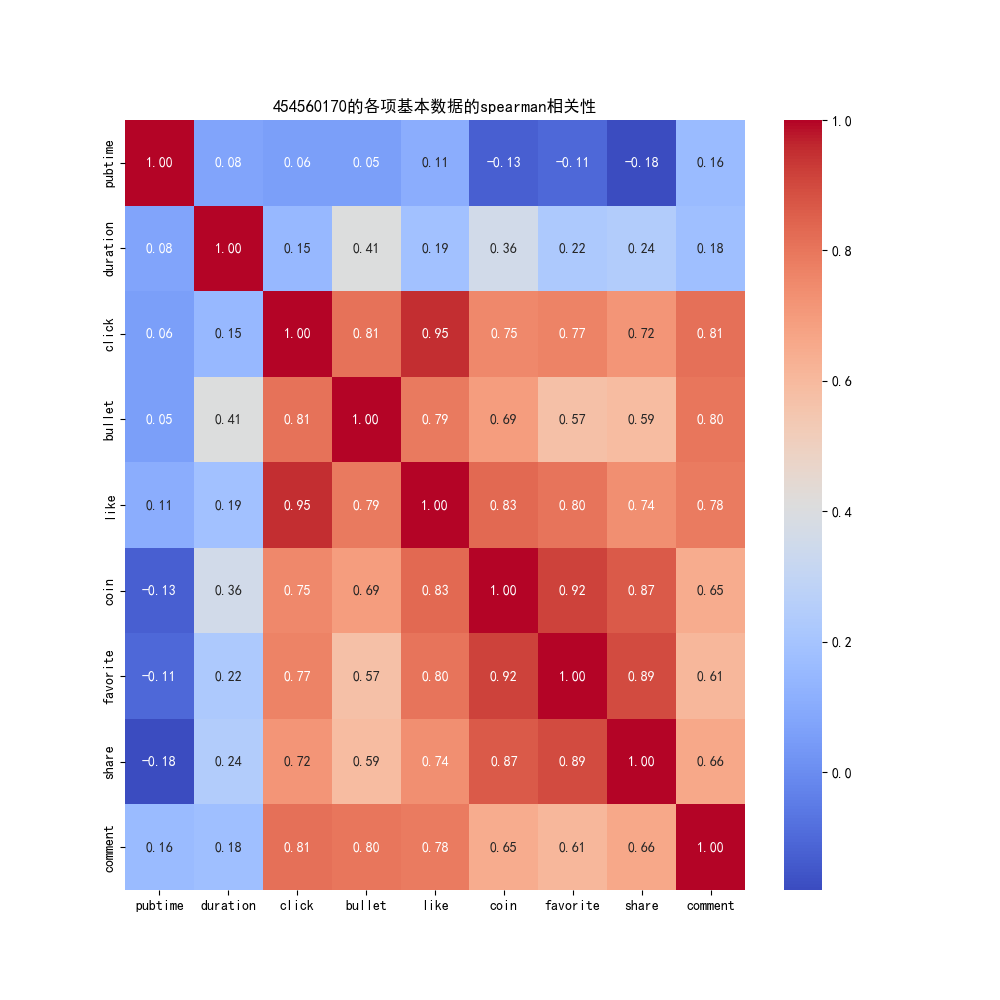 454560170的各项基本数据的spearman相关性
pubtime 1.00 0.08 0.06 0.05 0.11 -0.13 -0.11 -0.18 0.16
duration 0.08 1.00 0.15 0.41 0.19 0.36 0.22 0.24 0.18
click 0.06 0.15 1.00 0.81 0.95 0.75 0.77 0.72 0.81
bullet 0.05 0.41 0.81 1.00 0.79 0.69 0.57 0.59 0.80
like 0.11 0.19 0.95 0.79 1.00 0.83 0.80 0.74 0.78
coin -0.13 0.36 0.75 0.69 0.83 1.00 0.92 0.87 0.65
favorite -0.11 0.22 0.77 0.57 0.80 0.92 1.00 0.89 0.61
share -0.18 0.24 0.72 0.59 0.74 0.87 0.89 1.00 0.66
comment 0.16 0.18 0.81 0.80 0.78 0.65 0.61 0.66 1.00
pubtime duration click bullet like coin favorite share comment
1.0
0.8
0.6
0.4
0.2
0.0